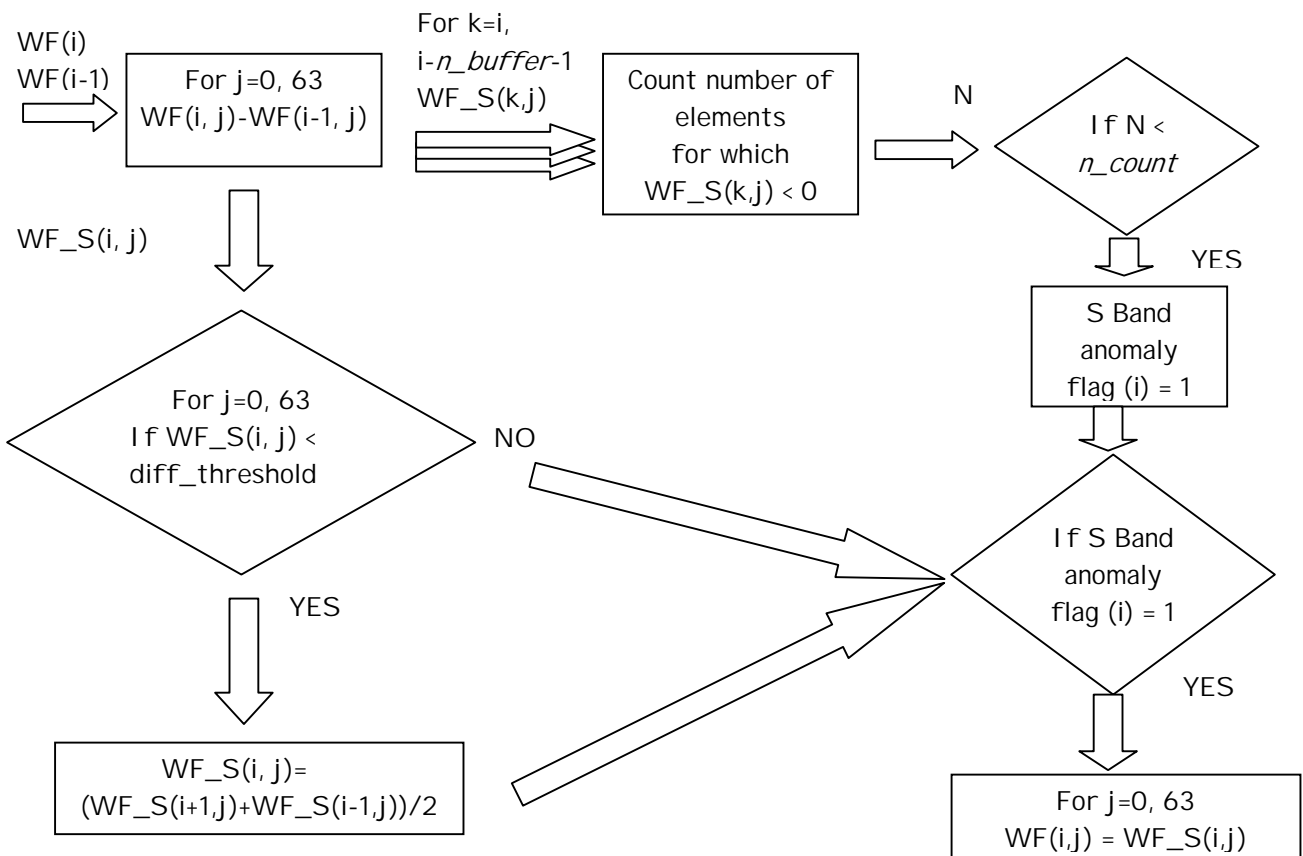 WF(i)
WF(i-1)
For j=0, 63
WF(i, j)-WF(i-1, j)
For k=i,
i-n_buffer-1
WF_S(k,j)
Count number of
elements
for which
WF_S(k,j) < 0
N
If N <
n_count
YES
S Band
anomaly
flag (i) = 1
WF_S(i, j)
For j=0, 63
If WF_S(i, j) <
diff_threshold
NO
YES
WF_S(i, j)=
(WF_S(i+1,j)+WF_S(i-1,j))/2
If S Band
anomaly
flag (i) = 1
YES
For j=0, 63
WF(i,j) = WF_S(i,j)